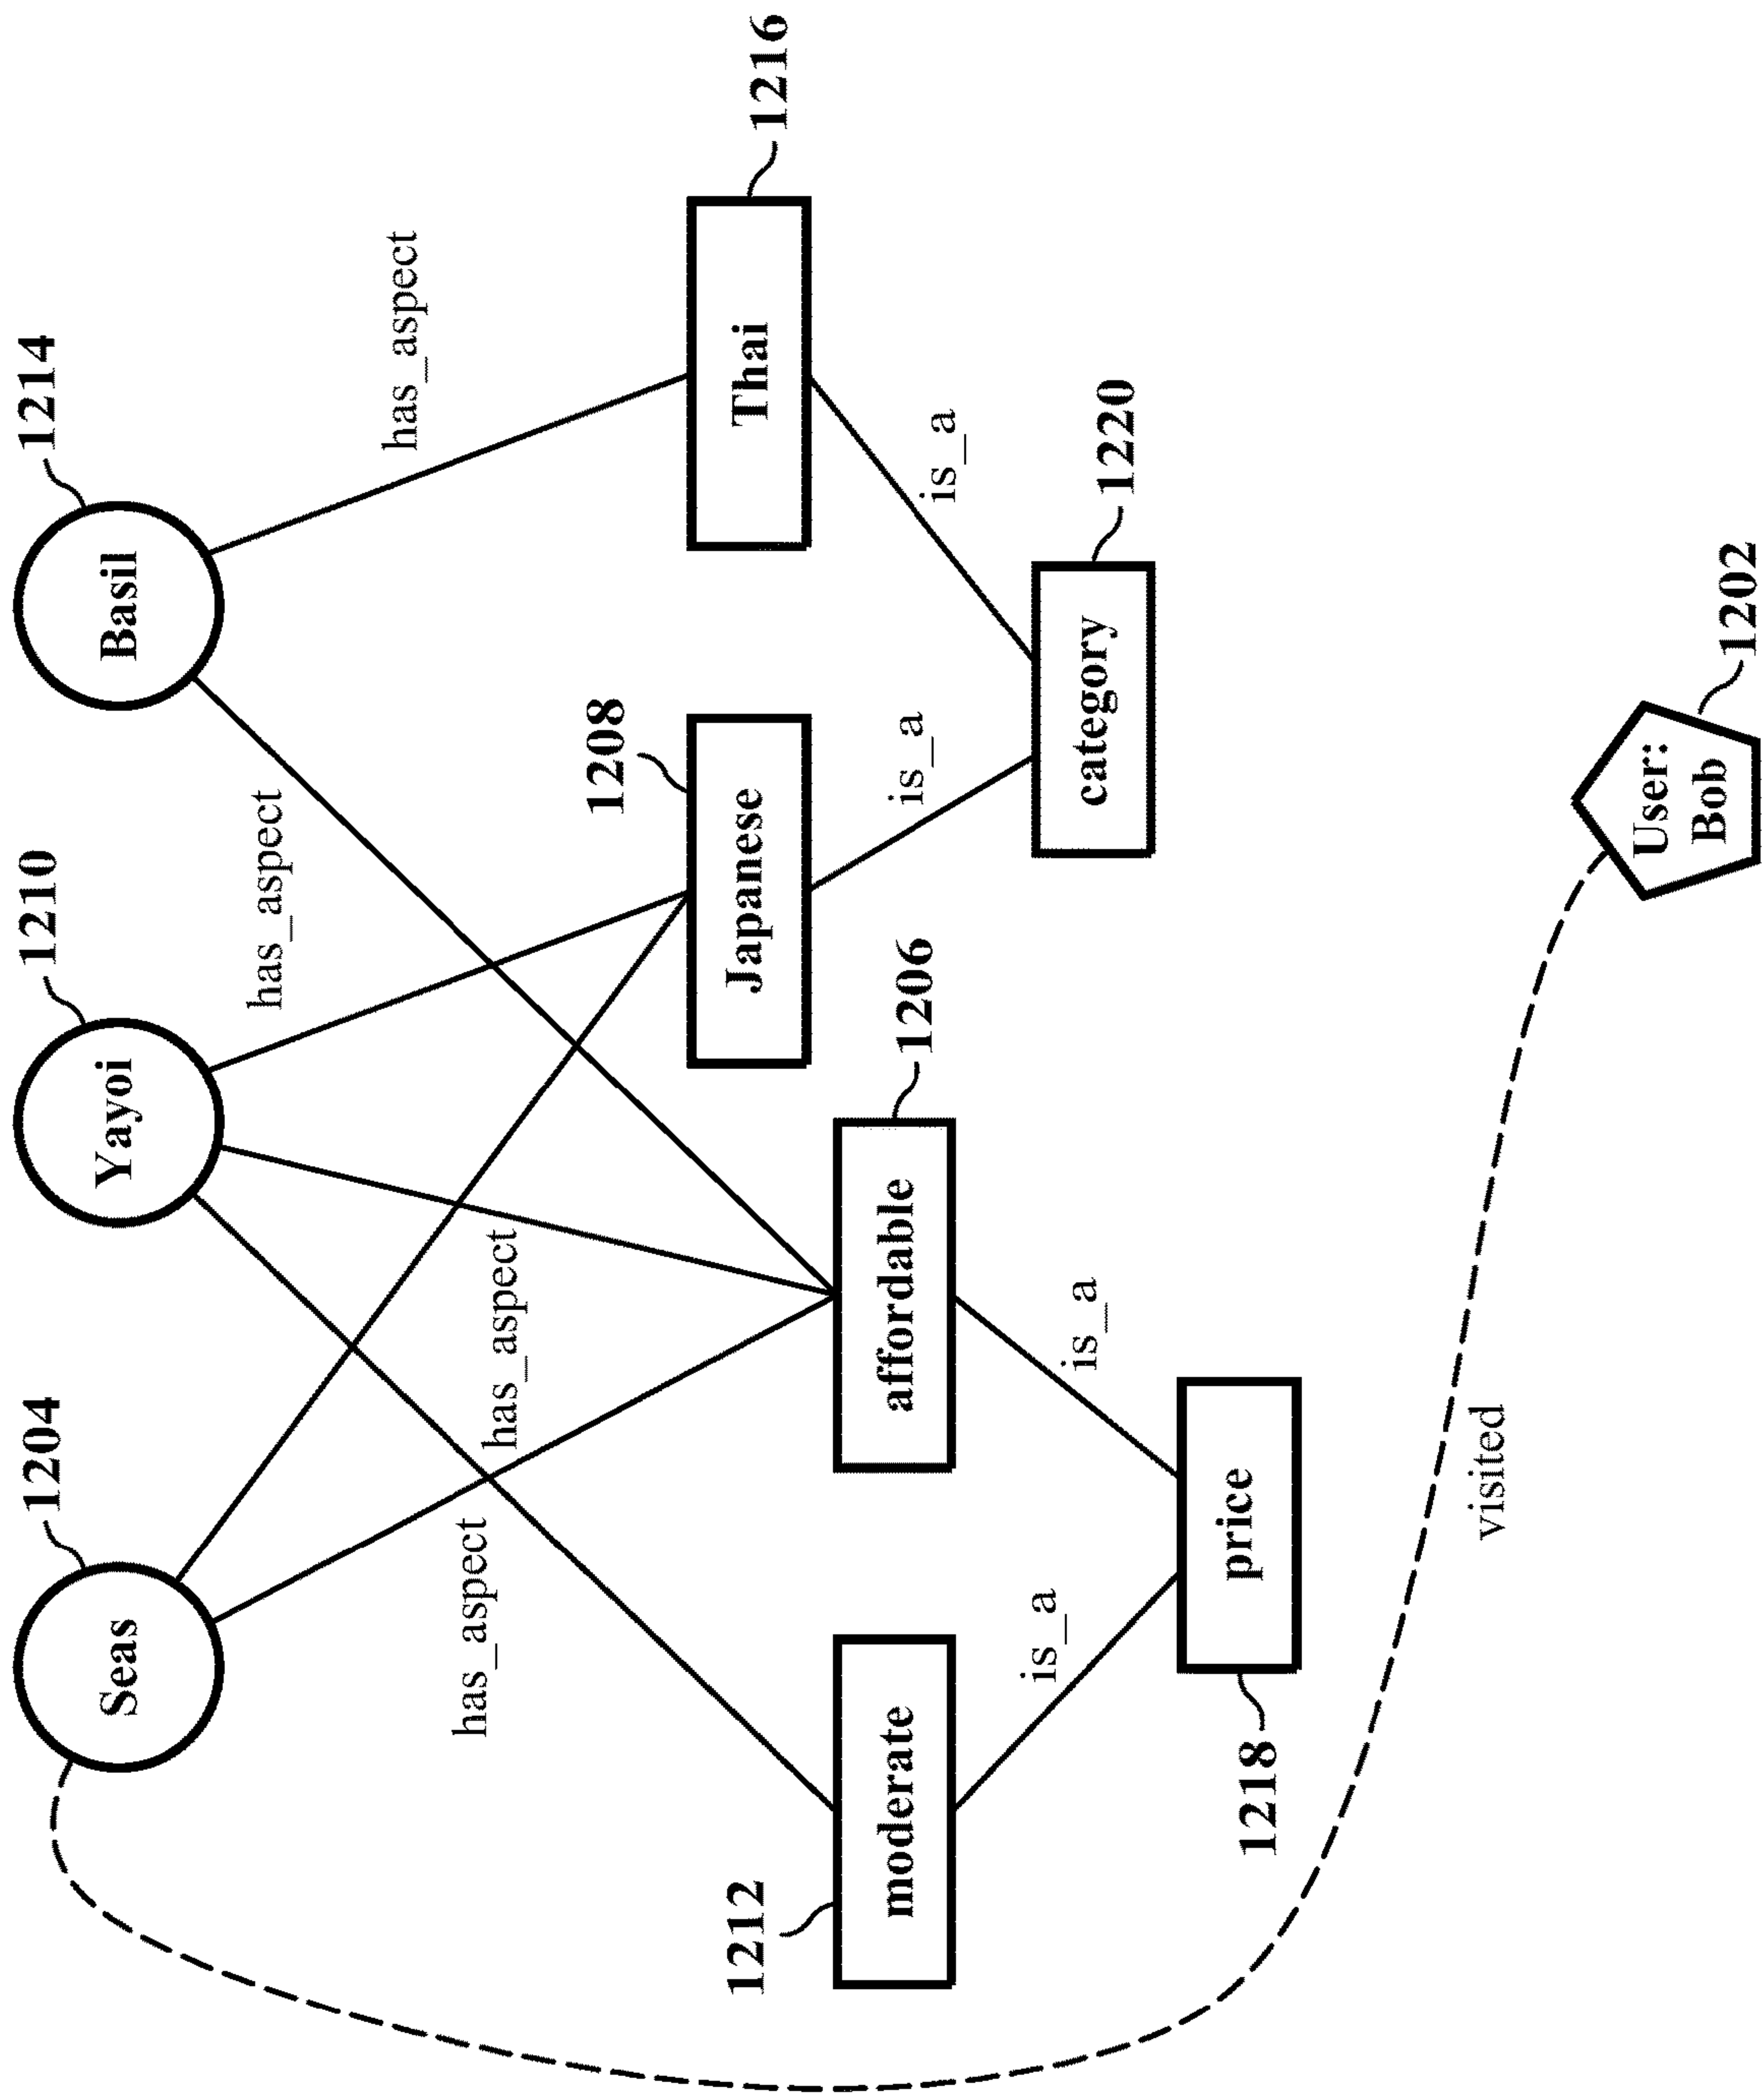 1204
1210
1214
Seas
Yayoi
Basil
has_aspect
has_aspect
has_aspect
has_aspect
1208
1212
Japanese
Thai
1216
moderate
affordable
1206
is_a
is_a
is_a
is_a
category
1220
1218
price
visited
User:
Bob
1202